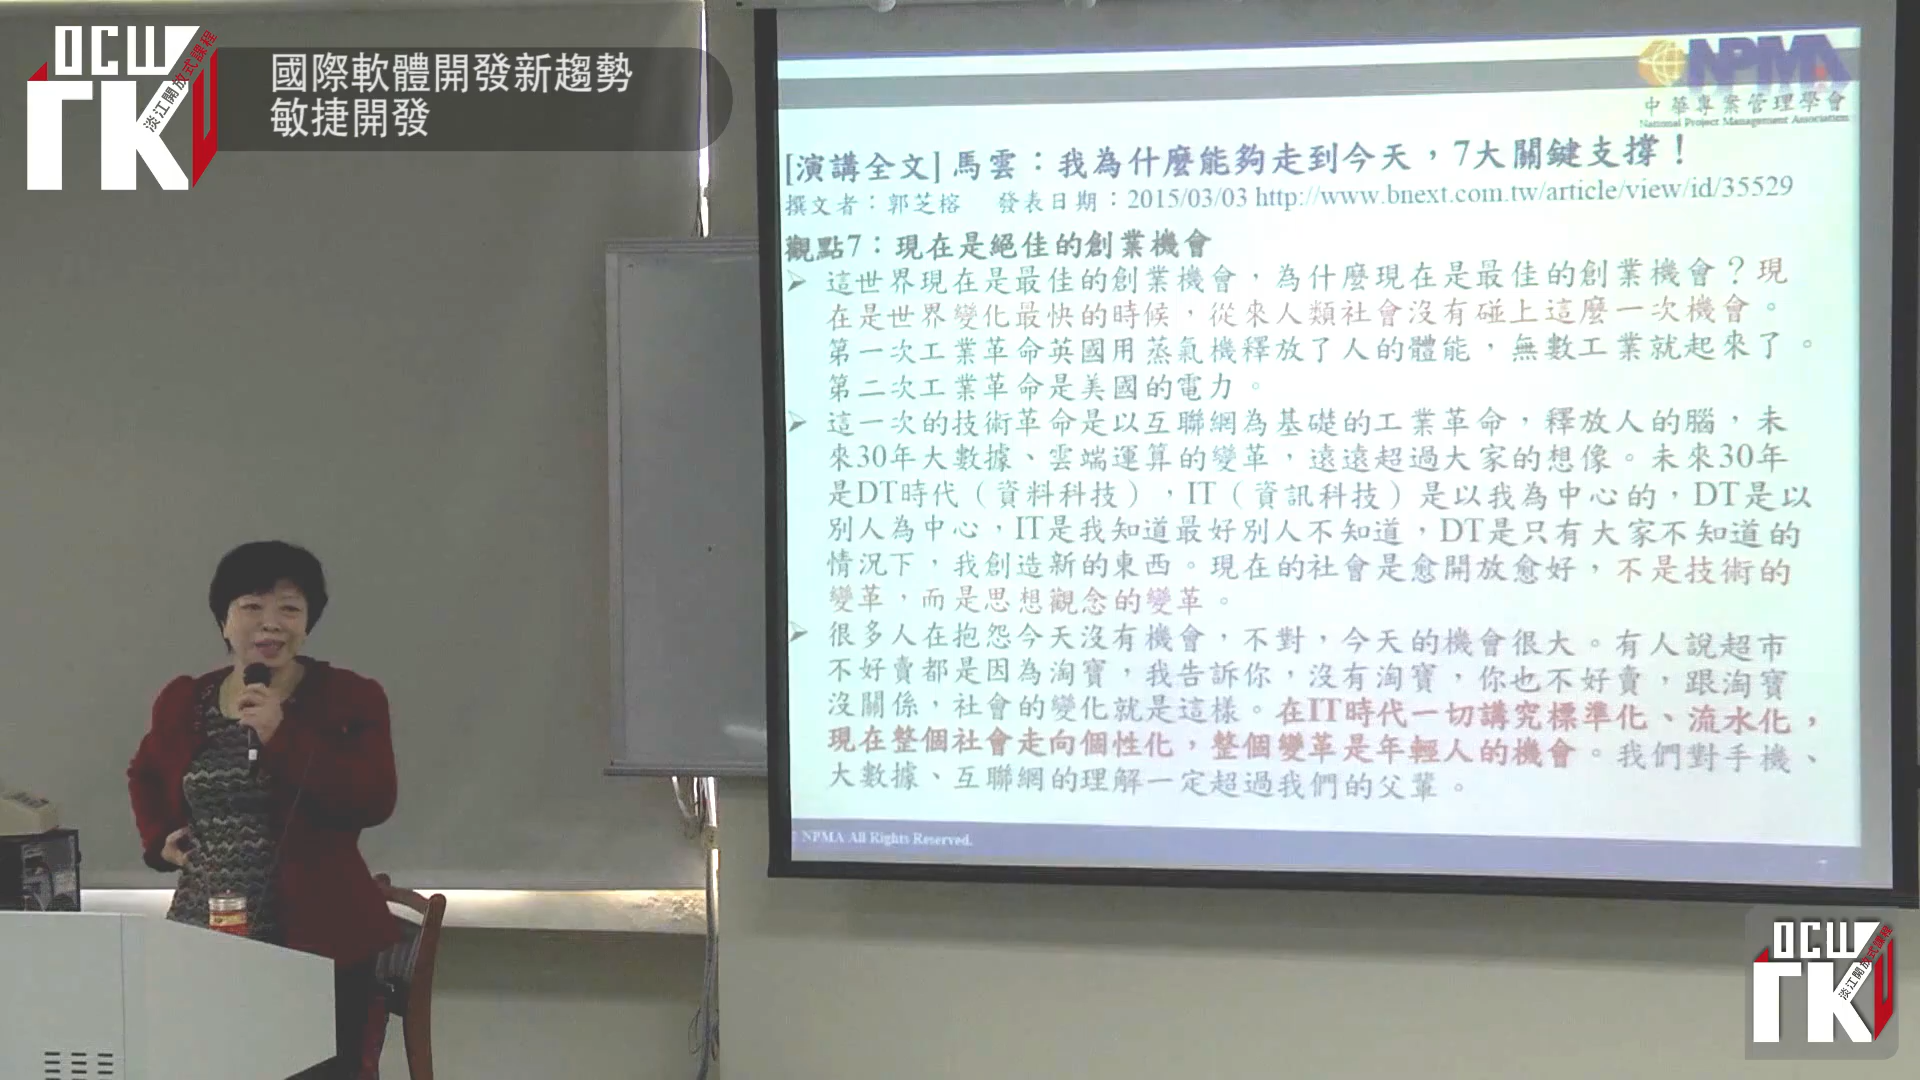 OCW
TKU
淡江開放式課程
國際軟體開發新趨勢
敏捷開發
NPMA
中華專案管理學會
National Project Management Association
[演講全文] 馬雲：我為什麼能夠走到今天，7大關鍵支撐！
撰文者：郭芝榕 發表日期：2015/03/03 http://www.bnext.com.tw/article/view/id/35529
觀點7：現在是絕佳的創業機會
➢ 這世界現在是最佳的創業機會，為什麼現在是最佳的創業機會？現
在是世界變化最快的時候，從來人類社會沒有碰上這麼一次機會。
第一次工業革命英國用蒸氣機釋放了人的體能，無數工業就起來了。
第二次工業革命是美國的電力。
➢ 這一次的技術革命是以互聯網為基礎的工業革命，釋放人的腦，未
來30年大數據、雲端運算的變革，遠遠超過大家的想像。未來30年
是DT時代（資料科技），IT（資訊科技）是以我為中心的，DT是以
別人為中心，IT是我知道最好別人不知道，DT是只有大家不知道的
情況下，我創造新的東西。現在的社會是愈開放愈好，不是技術的
變革，而是思想觀念的變革。
➢ 很多人在抱怨今天沒有機會，不對，今天的機會很大。有人說超市
不好賣都是因為淘寶，我告訴你，沒有淘寶，你也不好賣，跟淘寶
沒關係，社會的變化就是這樣。在IT時代一切講究標準化、流水化，
現在整個社會走向個性化，整個變革是年輕人的機會。我們對手機、
大數據、互聯網的理解一定超過我們的父輩。
NPMA All Rights Reserved.
OCW
TKU
淡江開放式課程